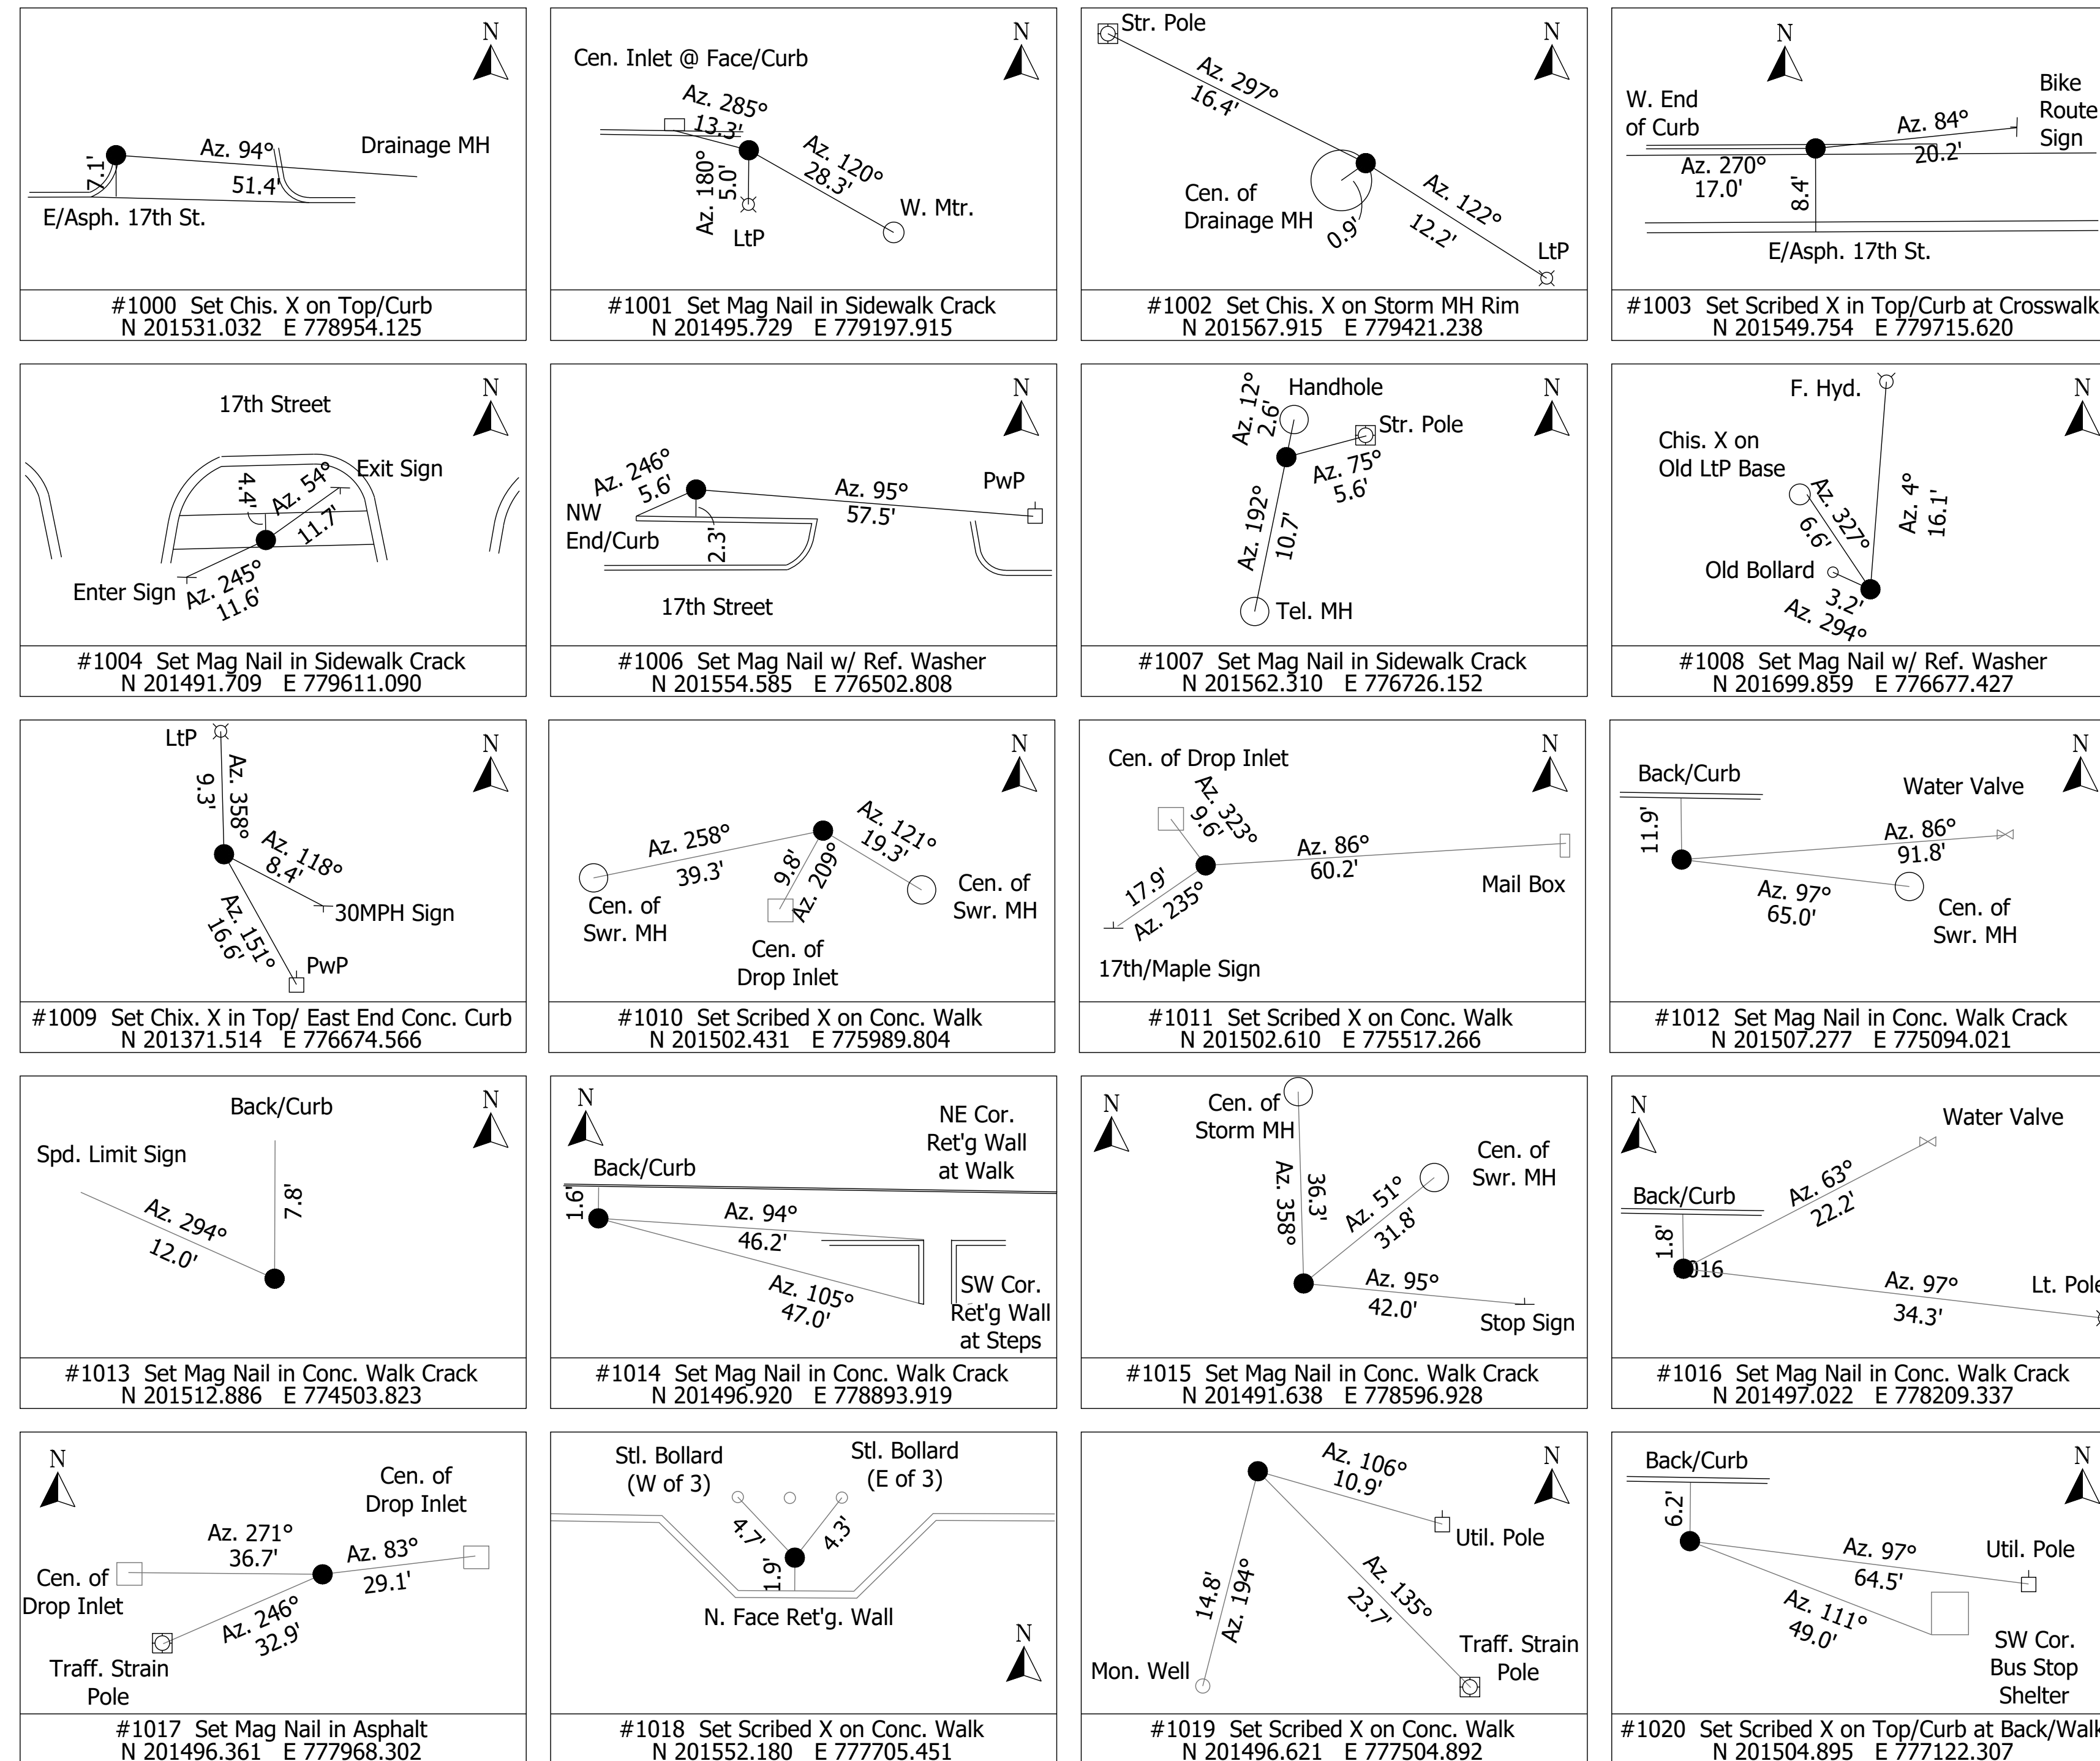 N
Az. 94°
51.4'
7.1'
Drainage MH
E/Asph. 17th St.
#1000  Set Chis. X on Top/Curb
N 201531.032   E 778954.125
N
Cen. Inlet @ Face/Curb
Az. 285°
13.3'
Az. 120°
28.3'
Az. 180°
5.0'
W. Mtr.
LtP
#1001  Set Mag Nail in Sidewalk Crack
N 201495.729   E 779197.915
Str. Pole
N
Az. 297°
16.4'
Cen. of
Drainage MH
0.9'
Az. 122°
12.2'
LtP
#1002  Set Chis. X on Storm MH Rim
N 201567.915   E 779421.238
N
W. End
of Curb
Bike
Route
Sign
Az. 84°
20.2'
Az. 270°
17.0'
8.4'
E/Asph. 17th St.
#1003  Set Scribed X in Top/Curb at Crosswalk
N 201549.754   E 779715.620
17th Street
N
4.4'
Az. 54°
11.7'
Exit Sign
Enter Sign
Az. 245°
11.6'
#1004  Set Mag Nail in Sidewalk Crack
N 201491.709   E 779611.090
N
Az. 246°
5.6'
Az. 95°
57.5'
PwP
NW
End/Curb
2.3'
17th Street
#1006  Set Mag Nail w/ Ref. Washer
N 201554.585   E 776502.808
N
Az. 12°
2.6'
Handhole
Str. Pole
Az. 75°
5.6'
Az. 192°
10.7'
Tel. MH
#1007  Set Mag Nail in Sidewalk Crack
N 201562.310   E 776726.152
F. Hyd.
N
Chis. X on
Old LtP Base
Az. 327°
6.6'
Az. 4°
16.1'
Old Bollard
3.2'
Az. 294°
#1008  Set Mag Nail w/ Ref. Washer
N 201699.859   E 776677.427
LtP
N
Az. 358°
9.3'
Az. 118°
8.4'
30MPH Sign
Az. 151°
16.6'
PwP
#1009  Set Chix. X in Top/ East End Conc. Curb
N 201371.514   E 776674.566
N
Az. 258°
39.3'
9.8'
Az. 209°
Az. 121°
19.3'
Cen. of
Swr. MH
Cen. of
Drop Inlet
Cen. of
Swr. MH
#1010  Set Scribed X on Conc. Walk
N 201502.431   E 775989.804
Cen. of Drop Inlet
N
Az. 323°
9.6'
Az. 86°
60.2'
17.9'
Az. 235°
Mail Box
17th/Maple Sign
#1011  Set Scribed X on Conc. Walk
N 201502.610   E 775517.266
Back/Curb
N
Water Valve
11.9'
Az. 86°
91.8'
Az. 97°
65.0'
Cen. of
Swr. MH
#1012  Set Mag Nail in Conc. Walk Crack
N 201507.277   E 775094.021
Back/Curb
N
Spd. Limit Sign
Az. 294°
12.0'
7.8'
#1013  Set Mag Nail in Conc. Walk Crack
N 201512.886   E 774503.823
N
NE Cor.
Ret'g Wall
at Walk
Back/Curb
1.6'
Az. 94°
46.2'
Az. 105°
47.0'
SW Cor.
Ret'g Wall
at Steps
#1014  Set Mag Nail in Conc. Walk Crack
N 201496.920   E 778893.919
N
Cen. of
Storm MH
Cen. of
Swr. MH
Az. 358°
36.3'
Az. 51°
31.8'
Az. 95°
42.0'
Stop Sign
#1015  Set Mag Nail in Conc. Walk Crack
N 201491.638   E 778596.928
N
Water Valve
Back/Curb
1.8'
Az. 63°
22.2'
016
Az. 97°
34.3'
Lt. Pole
#1016  Set Mag Nail in Conc. Walk Crack
N 201497.022   E 778209.337
N
Cen. of
Drop Inlet
Az. 271°
36.7'
Az. 83°
29.1'
Cen. of
Drop Inlet
Az. 246°
32.9'
Traff. Strain
Pole
#1017  Set Mag Nail in Asphalt
N 201496.361   E 777968.302
Stl. Bollard
(W of 3)
Stl. Bollard
(E of 3)
4.7'
4.3'
1.9'
N. Face Ret'g. Wall
N
#1018  Set Scribed X on Conc. Walk
N 201552.180   E 777705.451
N
Az. 106°
10.9'
Util. Pole
14.8'
Az. 194°
Az. 135°
23.7'
Mon. Well
Traff. Strain
Pole
#1019  Set Scribed X on Conc. Walk
N 201496.621   E 777504.892
Back/Curb
N
6.2'
Az. 97°
64.5'
Util. Pole
Az. 111°
49.0'
SW Cor.
Bus Stop
Shelter
#1020  Set Scribed X on Top/Curb at Back/Walk
N 201504.895   E 777122.307